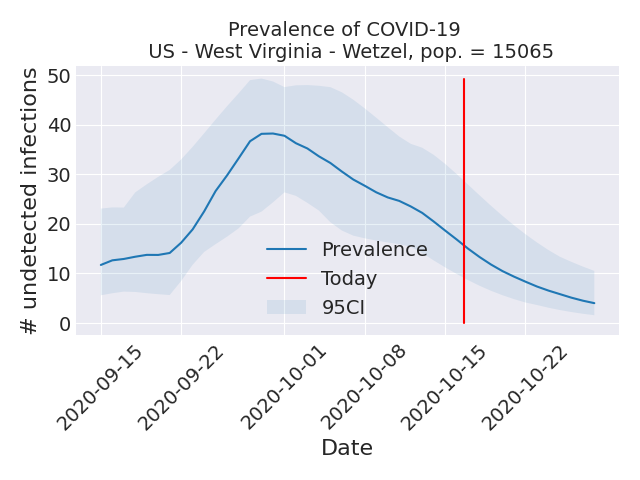 Prevalence of COVID-19
US - West Virginia - Wetzel, pop. = 15065
# undetected infections
50
40
30
20
10
0
Prevalence
Today
95CI
2020-09-15
2020-09-22
2020-10-01
2020-10-08
2020-10-15
2020-10-22
Date